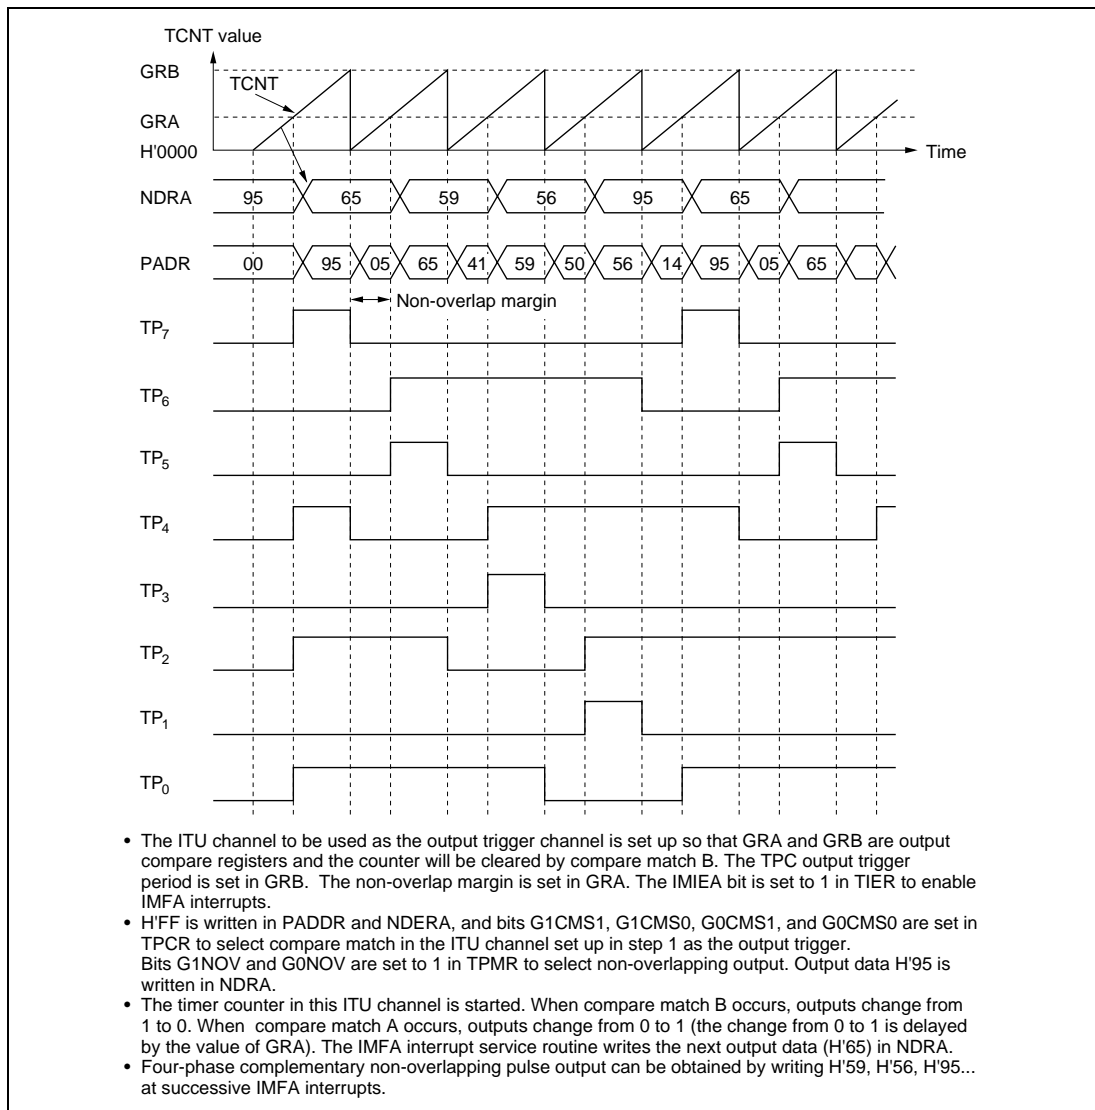 TCNT value
GRB
TCNT
GRA
H'0000
Time
NDRA 95 65 59 56 95 65
PADR 00 95 05 65 41 59 50 56 14 95 05 65
Non-overlap margin
TP7
TP6
TP5
TP4
TP3
TP2
TP1
TP0
• The ITU channel to be used as the output trigger channel is set up so that GRA and GRB are output
compare registers and the counter will be cleared by compare match B. The TPC output trigger
period is set in GRB. The non-overlap margin is set in GRA. The IMIEA bit is set to 1 in TIER to enable
IMFA interrupts.
• H'FF is written in PADDR and NDERA, and bits G1CMS1, G1CMS0, G0CMS1, and G0CMS0 are set in
TPCR to select compare match in the ITU channel set up in step 1 as the output trigger.
Bits G1NOV and G0NOV are set to 1 in TPMR to select non-overlapping output. Output data H'95 is
written in NDRA.
• The timer counter in this ITU channel is started. When compare match B occurs, outputs change from
1 to 0. When compare match A occurs, outputs change from 0 to 1 (the change from 0 to 1 is delayed
by the value of GRA). The IMFA interrupt service routine writes the next output data (H'65) in NDRA.
• Four-phase complementary non-overlapping pulse output can be obtained by writing H'59, H'56, H'95...
at successive IMFA interrupts.